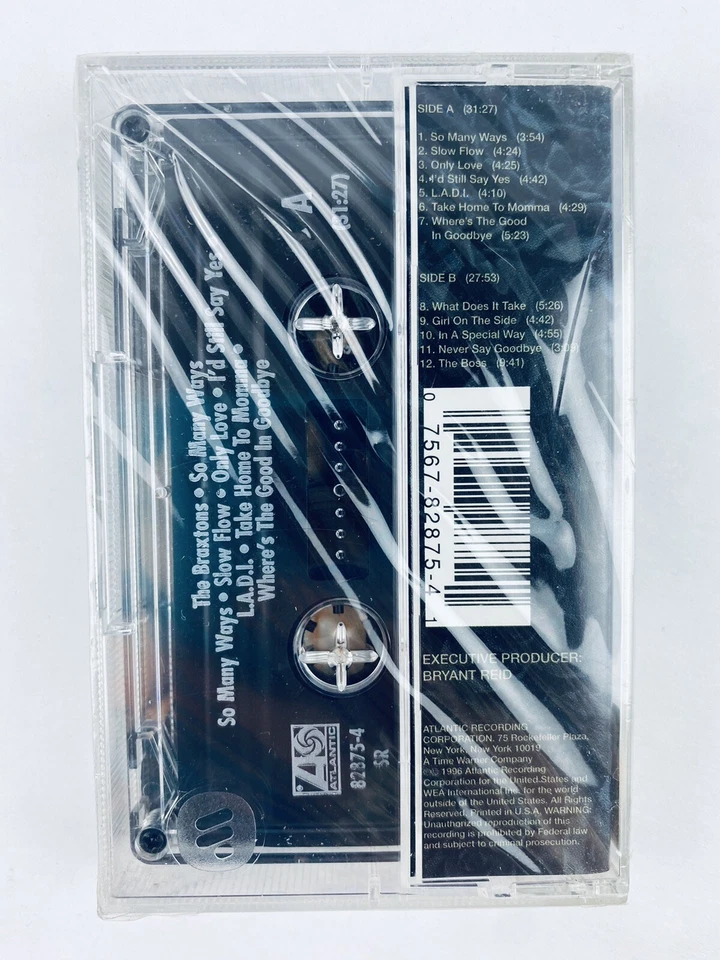 SIDE A (31:27)
1. So Many Ways (3:54)
2. Slow Flow (4:24)
3. Only Love (4:25)
4. I'd Still Say Yes (4:42)
5. L.A.D.I. (4:10)
6. Take Home To Momma (4:29)
7. Where's The Good
In Goodbye (5:23)
SIDE B (27:53)
8. What Does It Take (5:26)
9. Girl On The Side (4:42)
10. In A Special Way (4:55)
11. Never Say Goodbye
12. The Boss (9:41)
0 7567-82875-4 1
EXECUTIVE PRODUCER:
BRYANT REID
ATLANTIC RECORDING
CORPORATION, 75 Rockefeller Plaza,
New York, New York 10019
A Time Warner Company
℗© 1996 Atlantic Recording
Corporation for the United States and
WEA International Inc. for the world
outside of the United States. All Rights
Reserved. Printed in U.S.A. WARNING:
Unauthorized reproduction of this
recording is prohibited by Federal law
and subject to criminal prosecution.
A
(31:27)
The Braxtons • So Many Ways
So Many Ways • Slow Flow • Only Love • I'd Still Say Yes
L.A.D.I. • Take Home To Momma •
Where's The Good In Goodbye
ATLANTIC
82875-4
SR